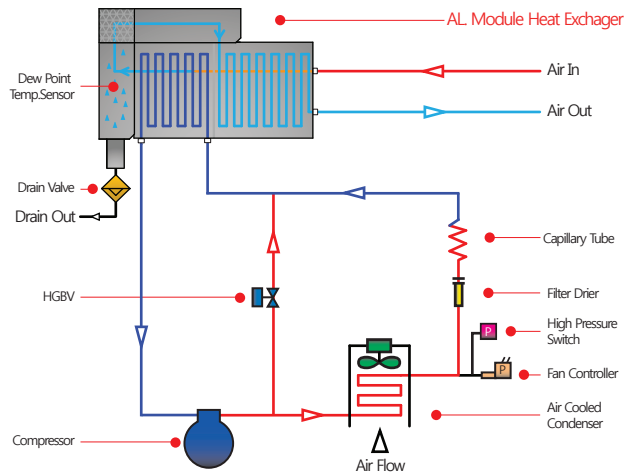 AL. Module Heat Exchager
Air In
Dew Point
Temp.Sensor
Air Out
Drain Valve
Drain Out
Capillary Tube
HGBV
Filter Drier
P
High Pressure
Switch
P
Fan Controller
Air Cooled
Condenser
Compressor
Air Flow